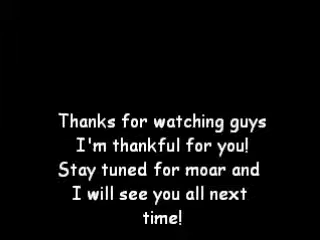 Thanks for watching guys
I'm thankful for you!
Stay tuned for moar and
I will see you all next
time!